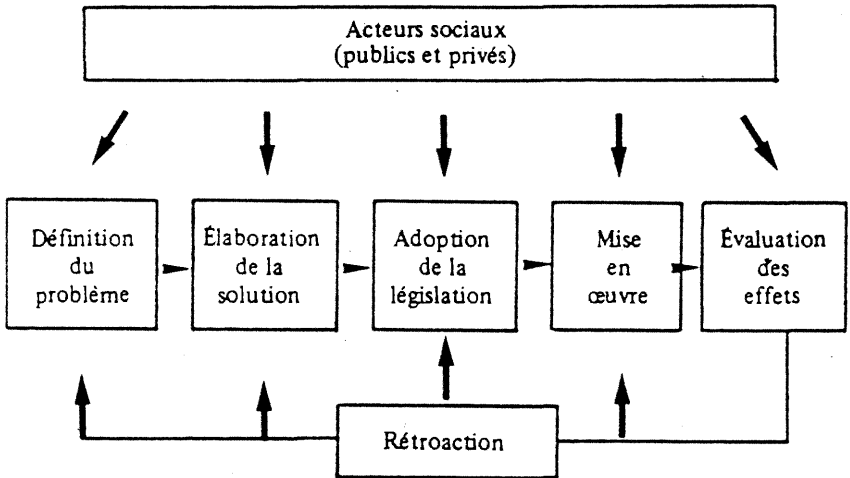 Acteurs sociaux
(publics et privés)
Définition
du
problème
Élaboration
de la
solution
Adoption
de la
législation
Mise
en
œuvre
Évaluation
des
effets
Rétroaction